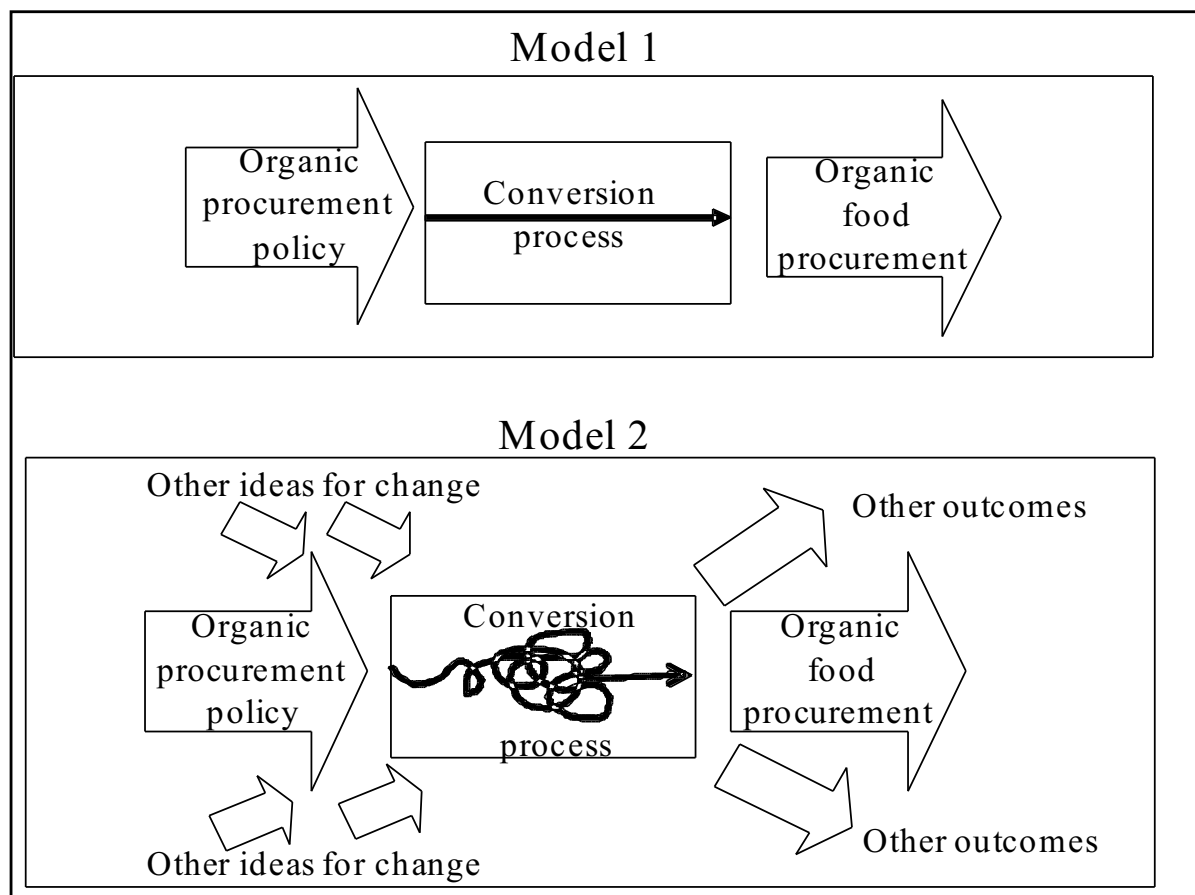 Model 1
Organic
procurement
policy
Conversion
process
Organic
food
procurement
Model 2
Other ideas for change
Other outcomes
Organic
procurement
policy
Conversion
process
Organic
food
procurement
Other ideas for change
Other outcomes